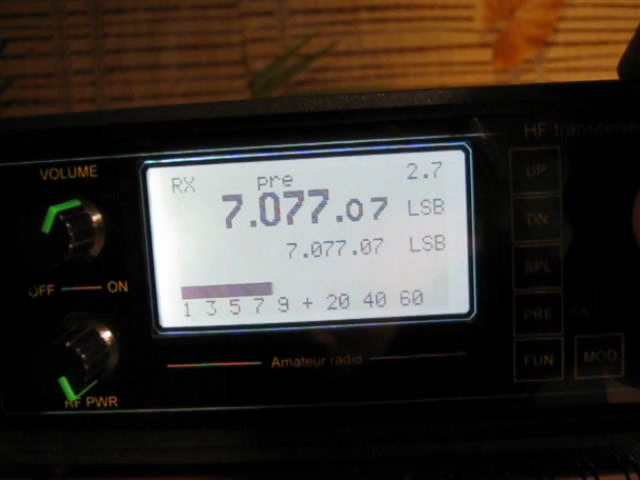 HF transceiver
VOLUME
OFF ON
RF PWR
RX pre 2.7
7.077.07 LSB
7.077.07 LSB
1 3 5 7 9 + 20 40 60
Amateur radio
UP
DN
SPL
PRE
FUN
MOD